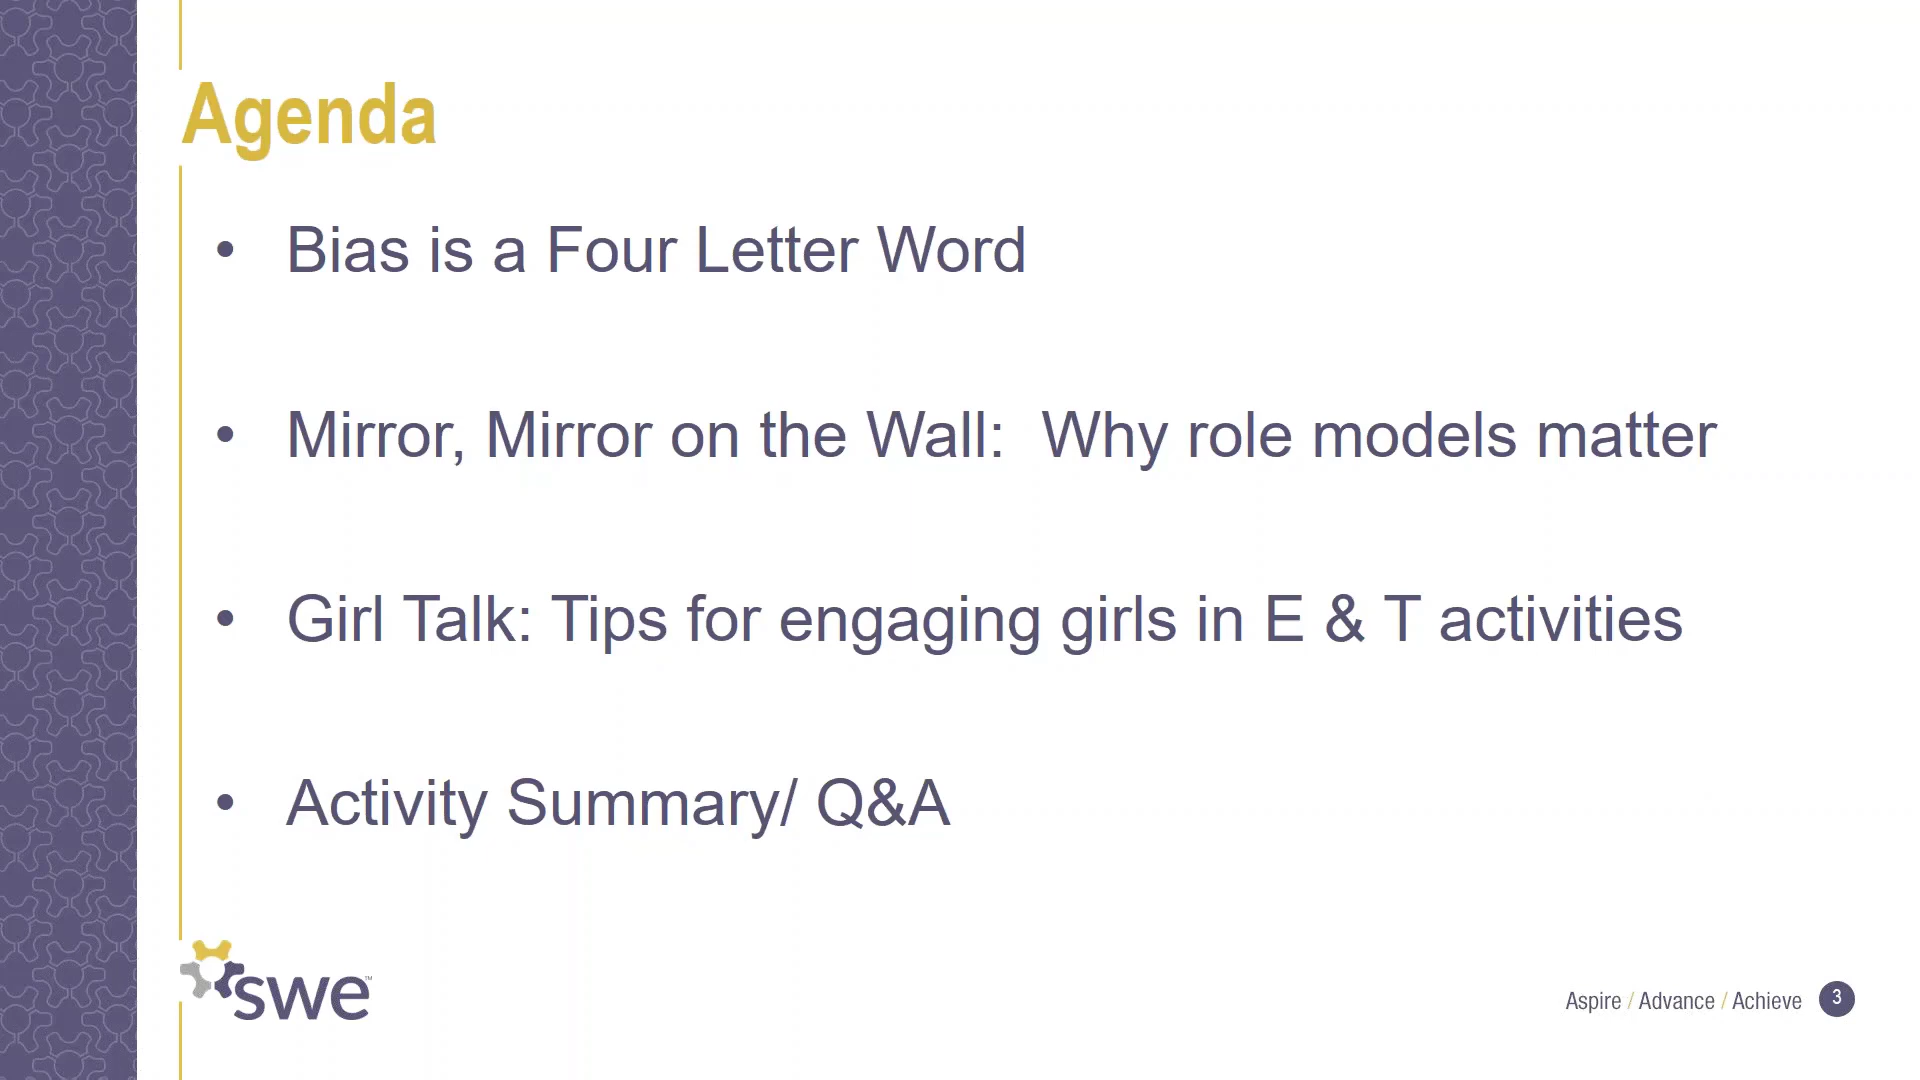 Agenda
• Bias is a Four Letter Word
• Mirror, Mirror on the Wall:  Why role models matter
• Girl Talk: Tips for engaging girls in E & T activities
• Activity Summary/ Q&A
swe™
Aspire / Advance / Achieve 3